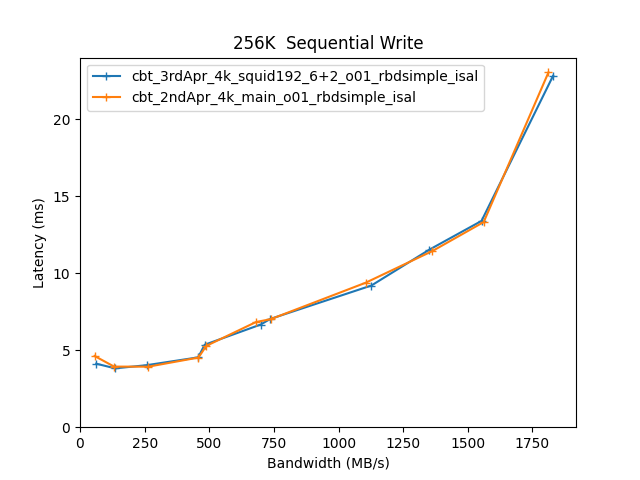 256K  Sequential Write
cbt_3rdApr_4k_squid192_6+2_o01_rbdsimple_isal
cbt_2ndApr_4k_main_o01_rbdsimple_isal
Latency (ms)
20
15
10
5
0
0 250 500 750 1000 1250 1500 1750
Bandwidth (MB/s)